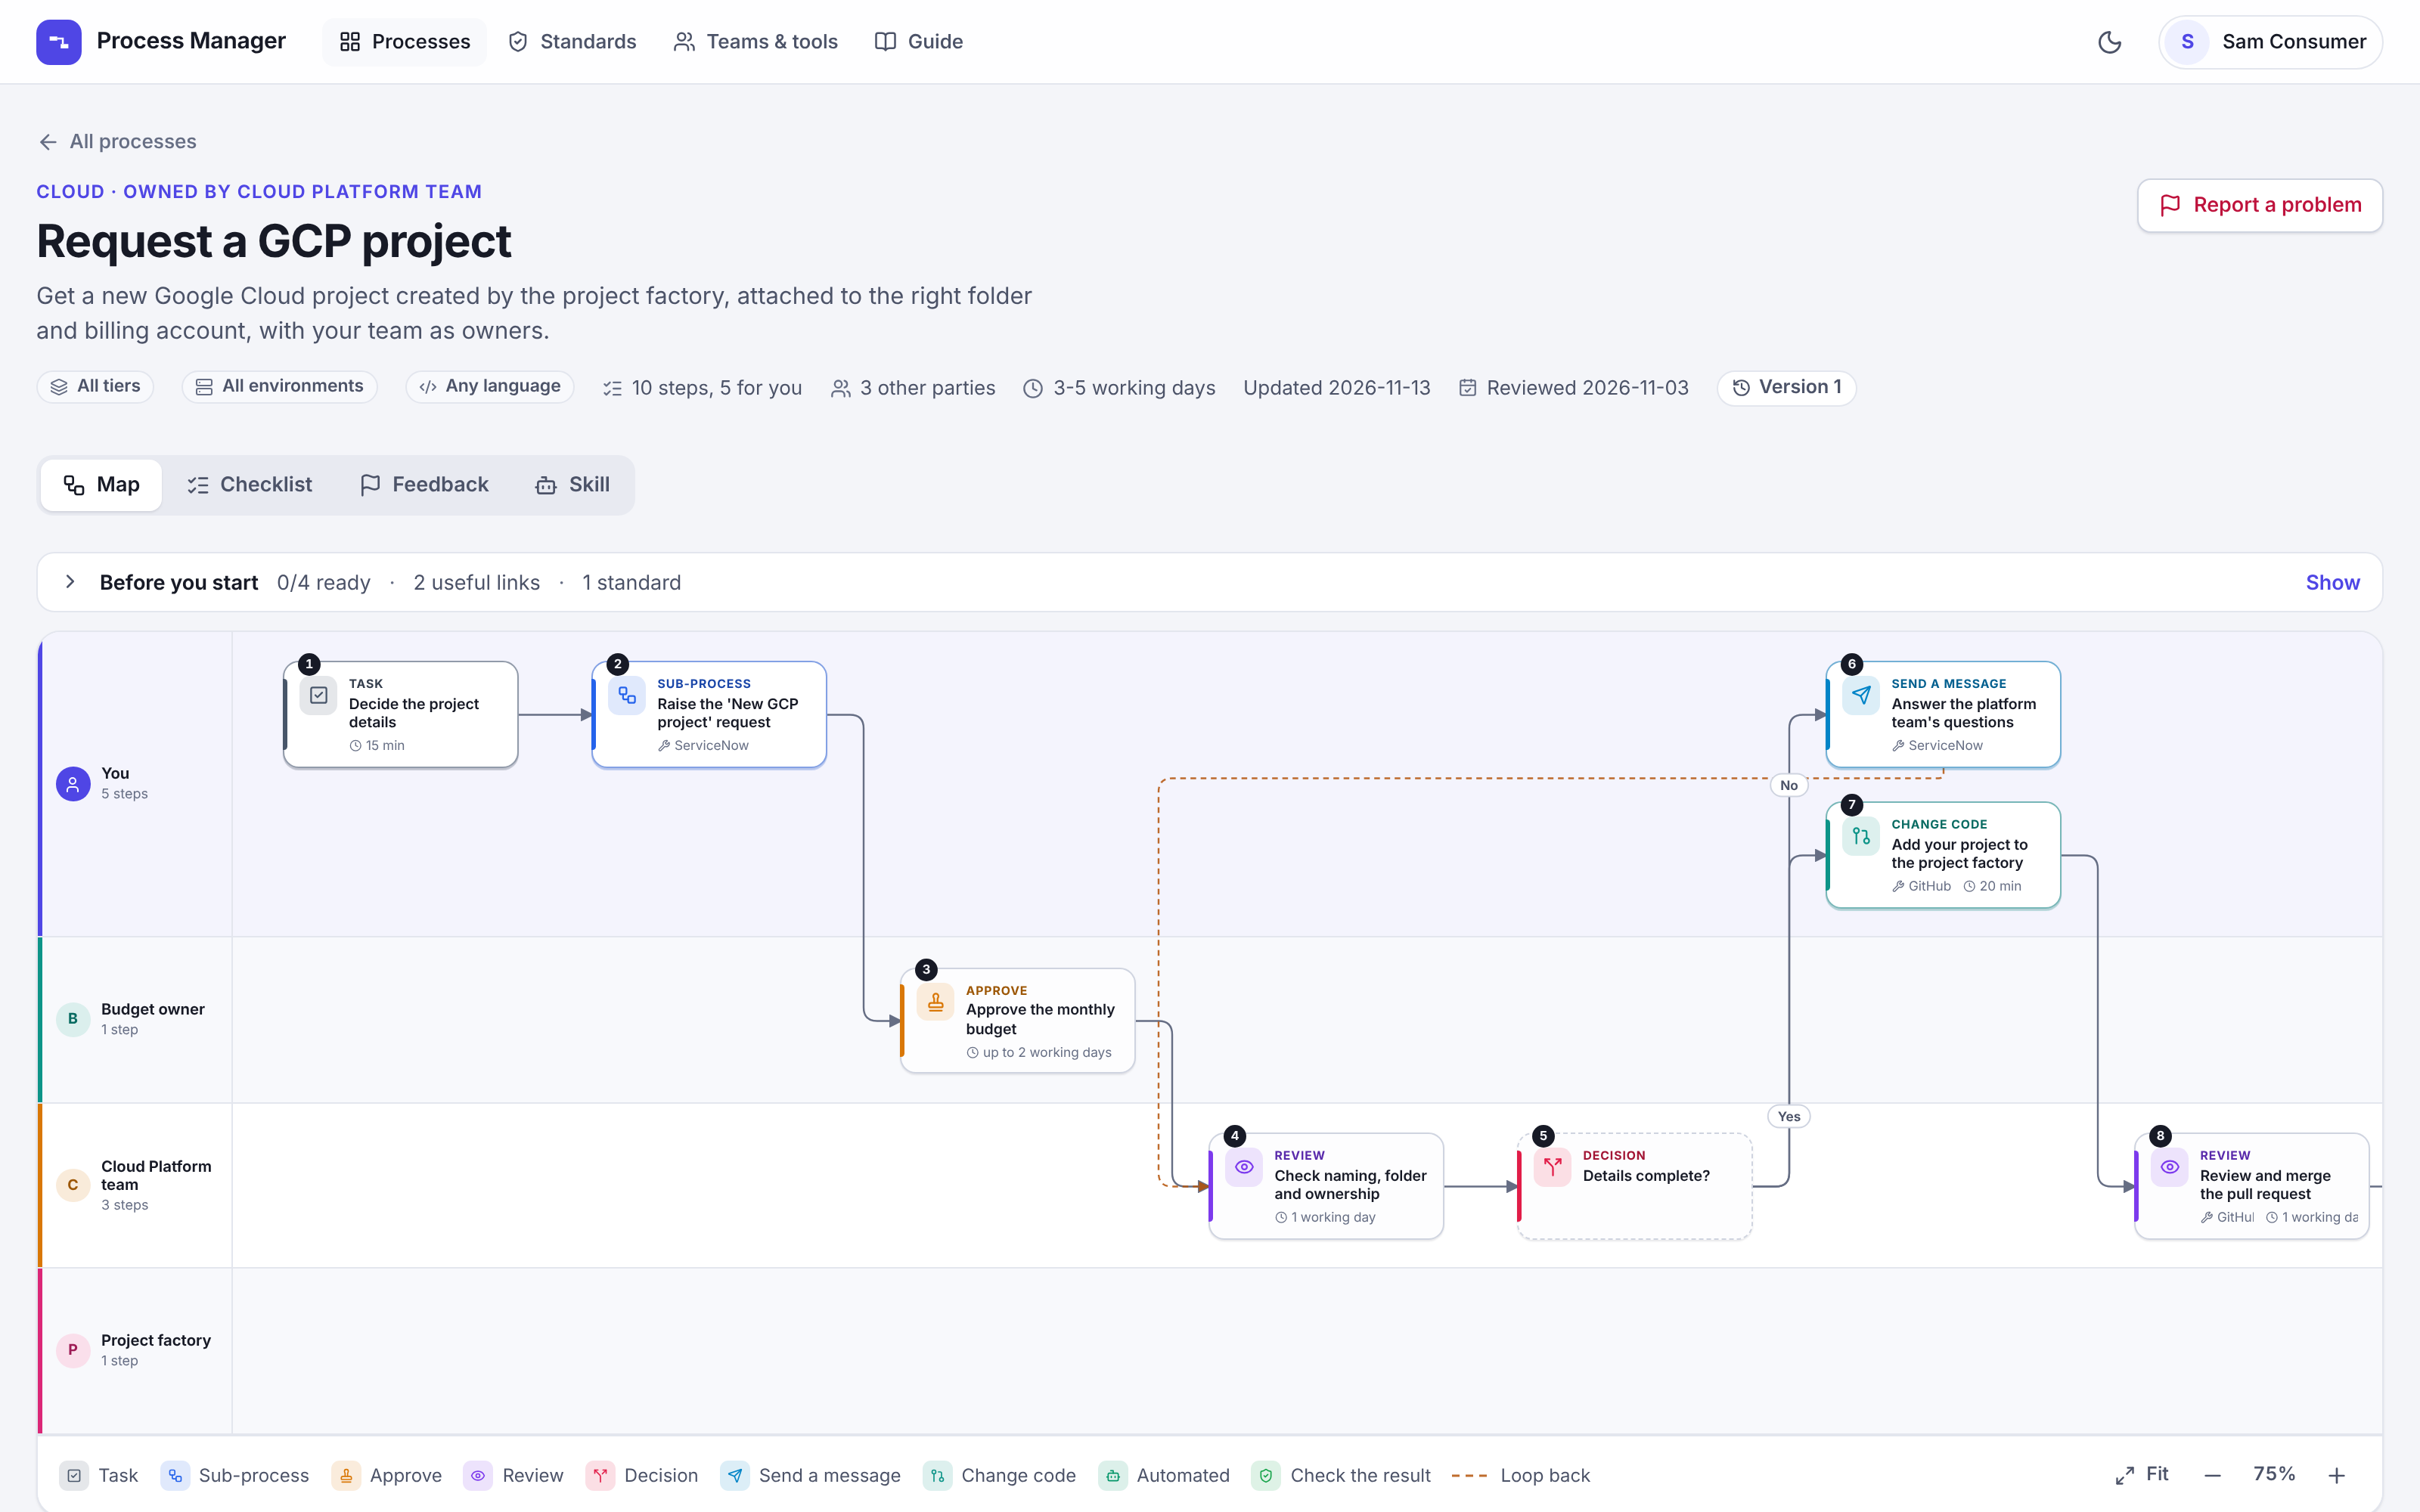 Process Manager
Processes
Standards
Teams & tools
Guide
S
Sam Consumer
All processes
CLOUD · OWNED BY CLOUD PLATFORM TEAM
Report a problem
Request a GCP project
Get a new Google Cloud project created by the project factory, attached to the right folder
and billing account, with your team as owners.
All tiers
All environments
Any language
10 steps, 5 for you
3 other parties
3-5 working days
Updated 2026-11-13
Reviewed 2026-11-03
Version 1
Map
Checklist
Feedback
Skill
Before you start
0/4 ready · 2 useful links · 1 standard
Show
You
5 steps
1
TASK
Decide the project
details
15 min
2
SUB-PROCESS
Raise the 'New GCP
project' request
ServiceNow
6
SEND A MESSAGE
Answer the platform
team's questions
ServiceNow
No
7
CHANGE CODE
Add your project to
the project factory
GitHub
20 min
B
Budget owner
1 step
3
APPROVE
Approve the monthly
budget
up to 2 working days
Yes
C
Cloud Platform
team
3 steps
4
REVIEW
Check naming, folder
and ownership
1 working day
5
DECISION
Details complete?
8
REVIEW
Review and merge
the pull request
GitHu
1 working da
P
Project factory
1 step
Task
Sub-process
Approve
Review
Decision
Send a message
Change code
Automated
Check the result
Loop back
Fit
75%